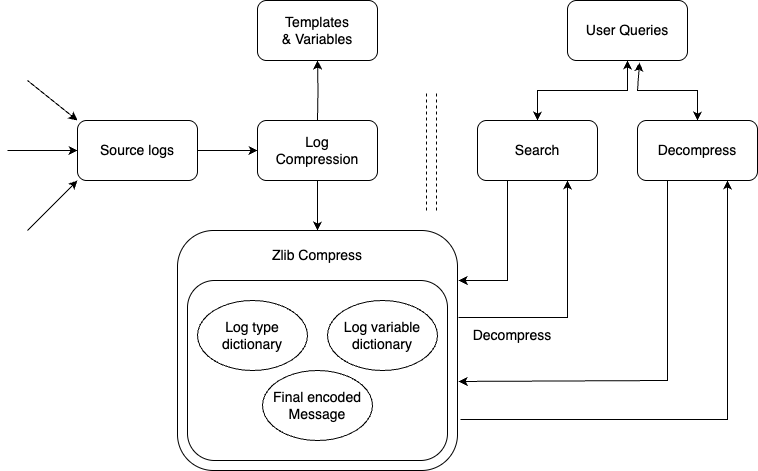 Templates
& Variables
User Queries
Source logs
Log
Compression
Search
Decompress
Zlib Compress
Log type
dictionary
Log variable
dictionary
Decompress
Final encoded
Message